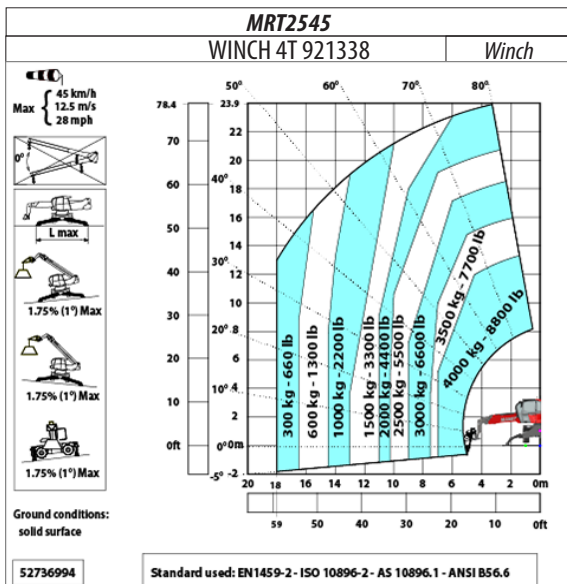 MRT2545
WINCH 4T 921338 Winch
Max { 45 km/h
12.5 m/s
28 mph
0°
L max
1.75% (1°) Max
1.75% (1°) Max
1.75% (1°) Max
Ground conditions:
solid surface
50° 60° 70° 80°
78.4 23.9
22
70
20
60
18
40°
16
50
14
40
12
30°
10
30
8
20°
20
6
4
10°
10
2
0ft 0° 0m
-5° -2
300 kg - 660 lb
600 kg - 1300 lb
1000 kg - 2200 lb
1500 kg - 3300 lb
2000 kg - 4400 lb
2500 kg - 5500 lb
3000 kg - 6600 lb
3500 kg - 7700 lb
4000 kg - 8800 lb
20 18 16 14 12 10 8 6 4 2 0m
59 50 40 30 20 10 0ft
52736994
Standard used: EN1459-2 - ISO 10896-2 - AS 10896.1 - ANSI B56.6